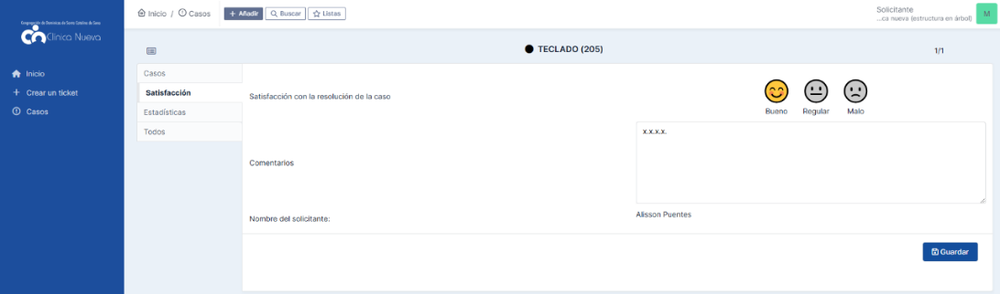 Congregación de Dominicas de Santa Catalina de Sena
Clínica Nueva
Inicio
Crear un ticket
Casos
Inicio / Casos + Añadir Buscar Listas
Solicitante
...ca nueva (estructura en árbol)
M
TECLADO (205)
1/1
Casos
Satisfacción
Estadísticas
Todos
Satisfacción con la resolución de la caso
Bueno Regular Malo
Comentarios
x.x.x.x.
Nombre del solicitante:
Alisson Puentes
Guardar